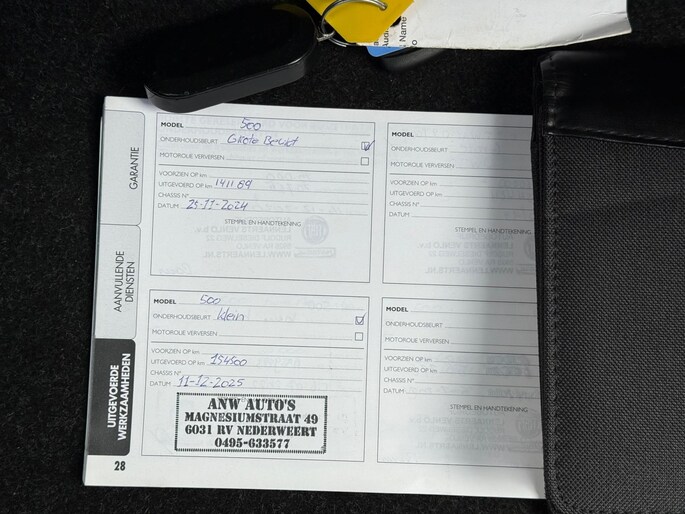 Name
GARANTIE
AANVULLENDE
DIENSTEN
UITGEVOERDE
WERKZAAMHEDEN
28
MODEL 500
ONDERHOUDSBEURT Grote Beurt
MOTOROLIE VERVERSEN
VOORZIEN OP km
UITGEVOERD OP km 141169
CHASSIS N°
DATUM 25-11-2024
STEMPEL EN HANDTEKENING
MODEL
ONDERHOUDSBEURT
MOTOROLIE VERVERSEN
VOORZIEN OP km
UITGEVOERD OP km
CHASSIS N°
DATUM
STEMPEL EN HANDTEKENING
MODEL 500
ONDERHOUDSBEURT klein
MOTOROLIE VERVERSEN
VOORZIEN OP km
UITGEVOERD OP km 154500
CHASSIS N°
DATUM 11-12-2025
ANW AUTO'S
MAGNESIUMSTRAAT 49
6031 RV NEDERWEERT
0495-633577
MODEL
ONDERHOUDSBEURT
MOTOROLIE VERVERSEN
VOORZIEN OP km
UITGEVOERD OP km
CHASSIS N°
DATUM
STEMPEL EN HANDTEKENING